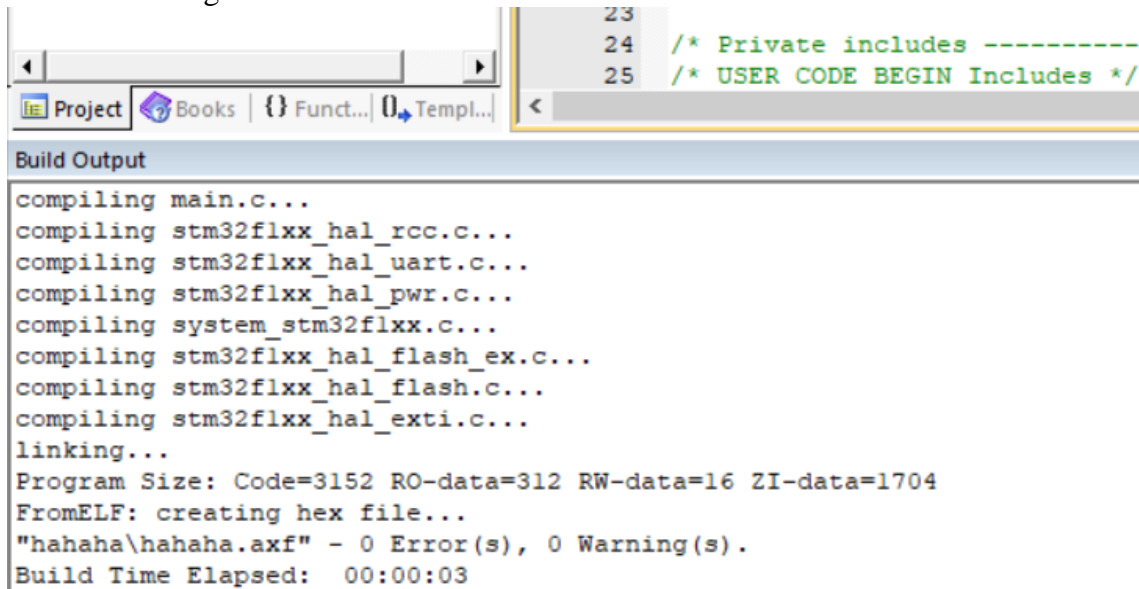 23
24 /* Private includes ----------
25 /* USER CODE BEGIN Includes */
Project Books {} Funct... Templ...
Build Output
compiling main.c...
compiling stm32f1xx_hal_rcc.c...
compiling stm32f1xx_hal_uart.c...
compiling stm32f1xx_hal_pwr.c...
compiling system_stm32f1xx.c...
compiling stm32f1xx_hal_flash_ex.c...
compiling stm32f1xx_hal_flash.c...
compiling stm32f1xx_hal_exti.c...
linking...
Program Size: Code=3152 RO-data=312 RW-data=16 ZI-data=1704
FromELF: creating hex file...
"hahaha\hahaha.axf" - 0 Error(s), 0 Warning(s).
Build Time Elapsed:  00:00:03